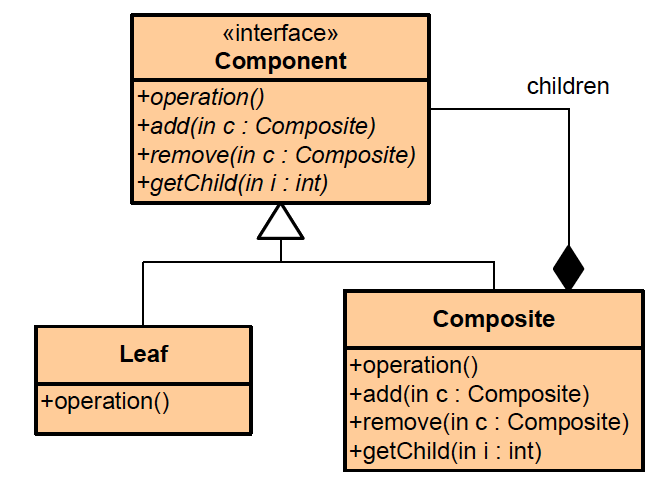 «interface»
Component
+operation()
+add(in c : Composite)
+remove(in c : Composite)
+getChild(in i : int)
children
Leaf
+operation()
Composite
+operation()
+add(in c : Composite)
+remove(in c : Composite)
+getChild(in i : int)